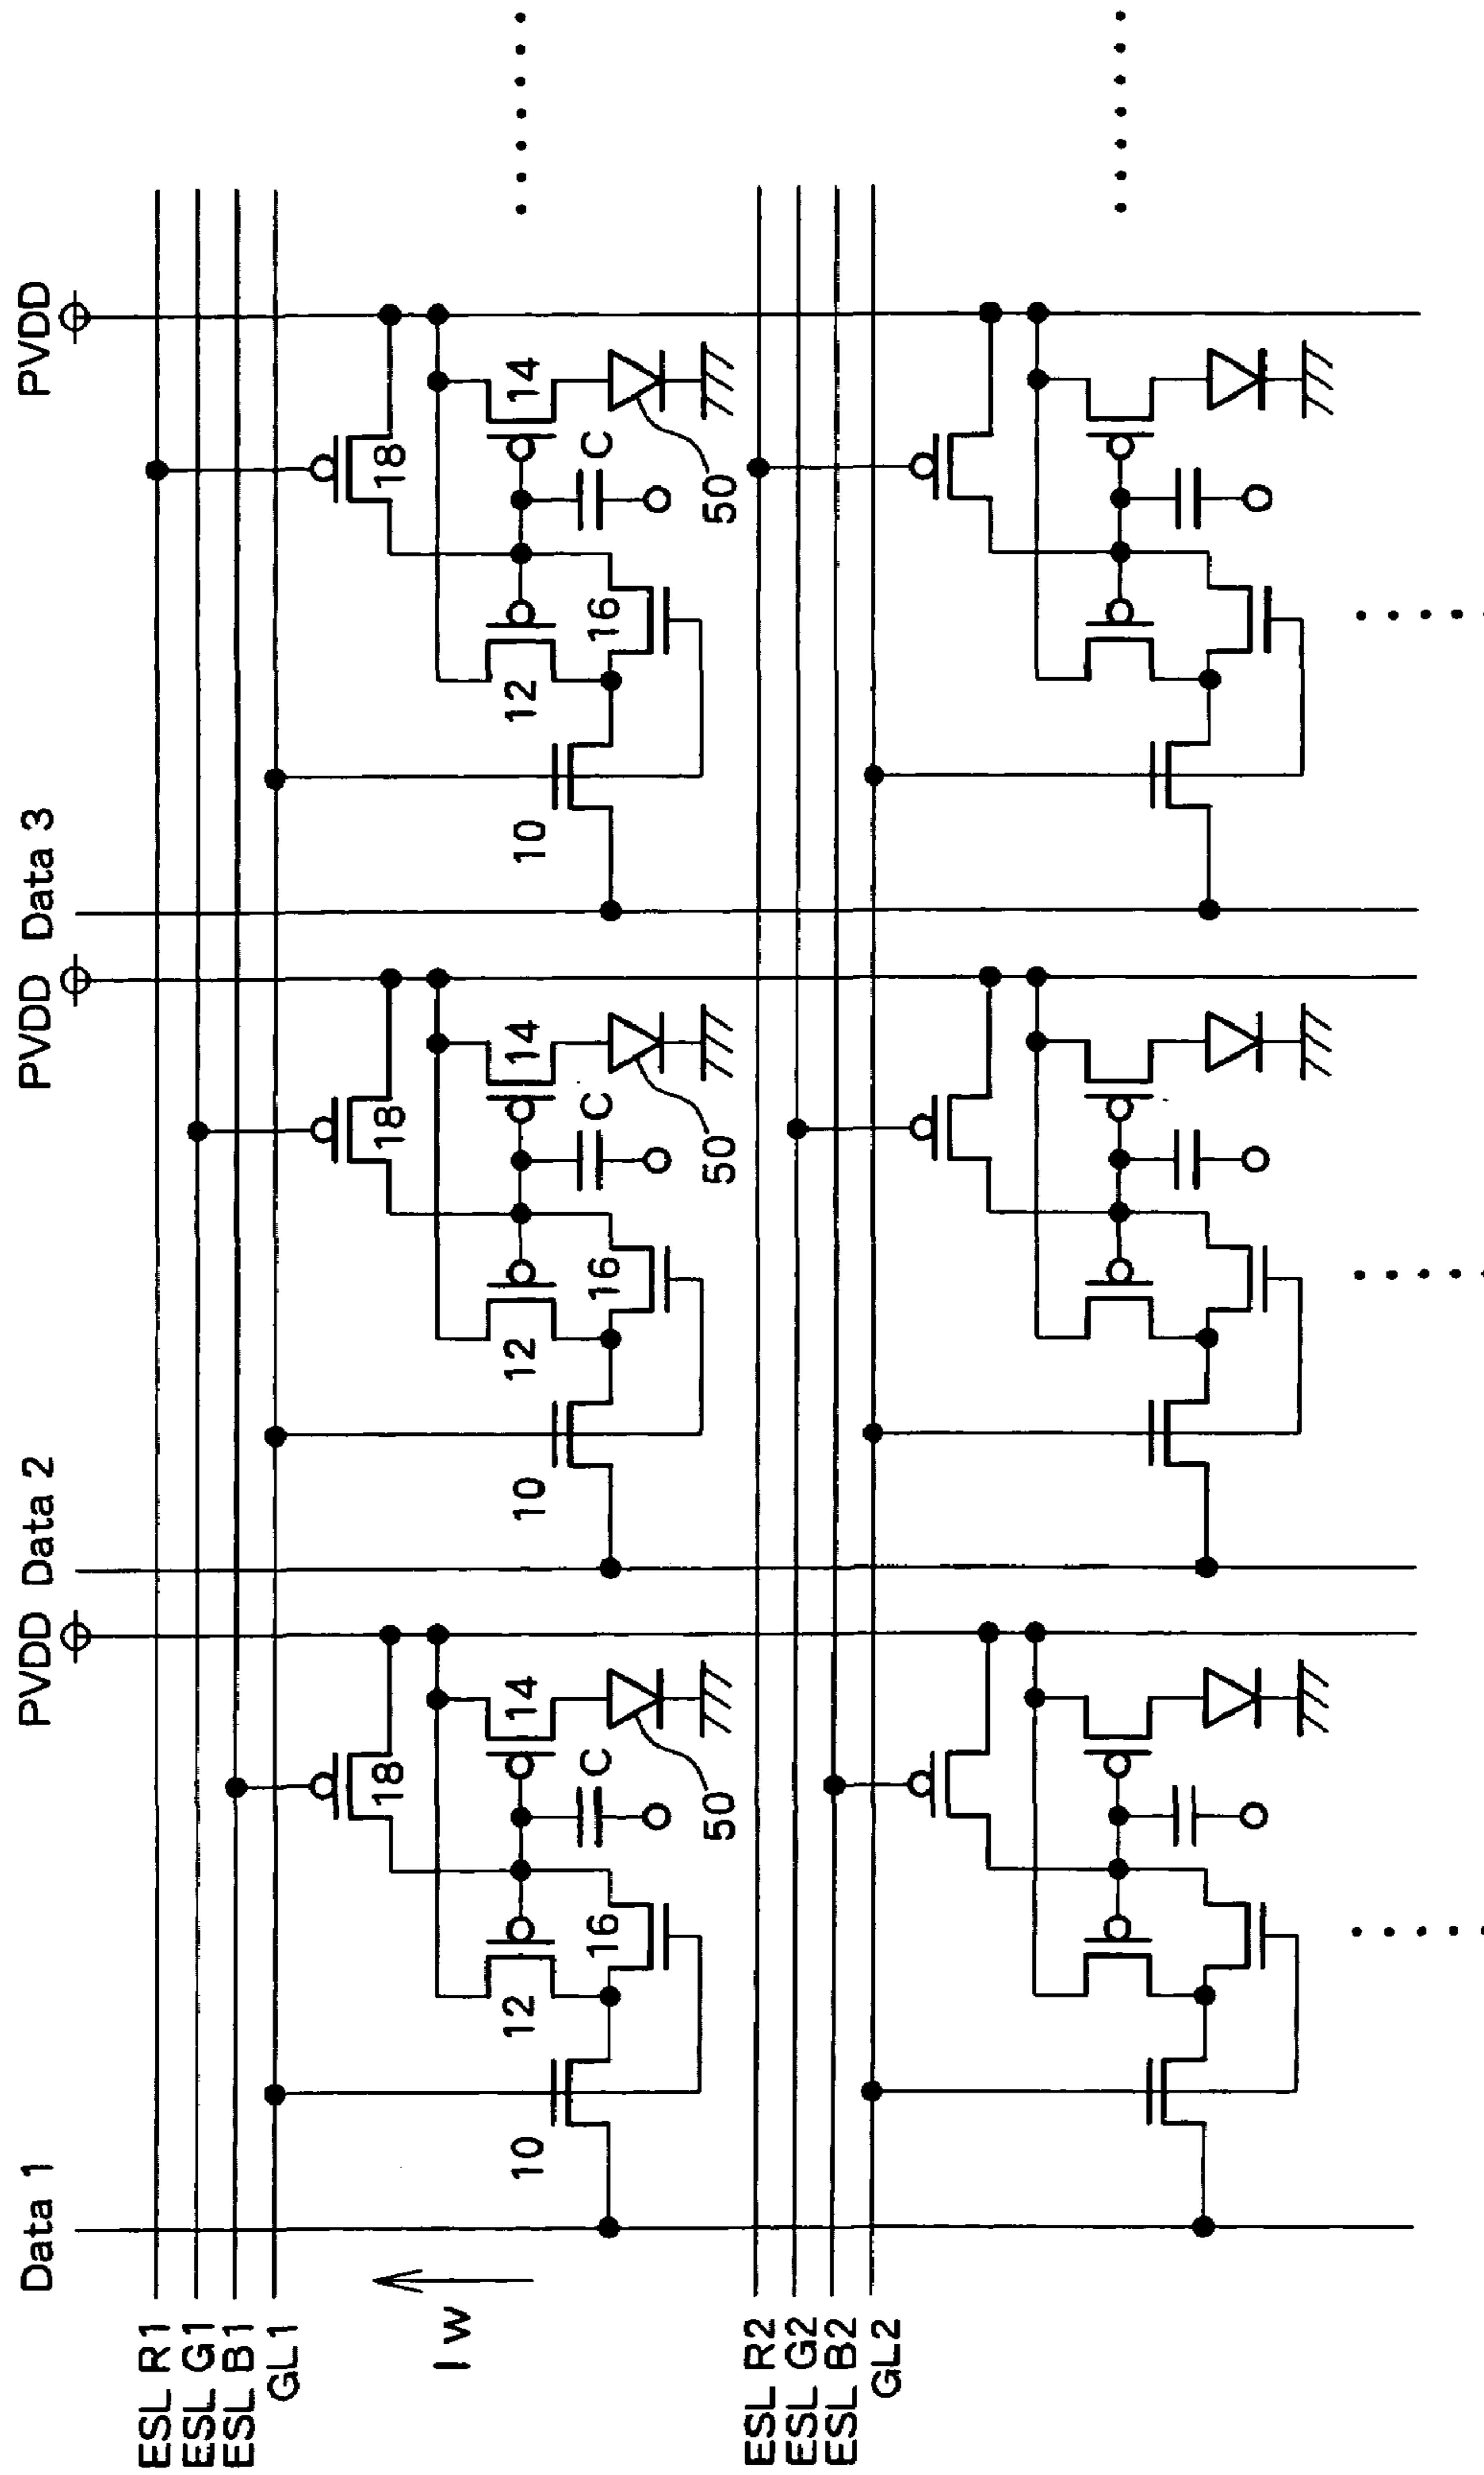 Data 1
PVDD
Data 2
PVDD
Data 3
PVDD
ESL R1
ESL G1
ESL B1
GL1
I W
18
18
18
12
14
12
14
12
14
10
16
C
10
16
C
10
16
C
50
50
50
ESL R2
ESL G2
ESL B2
GL2